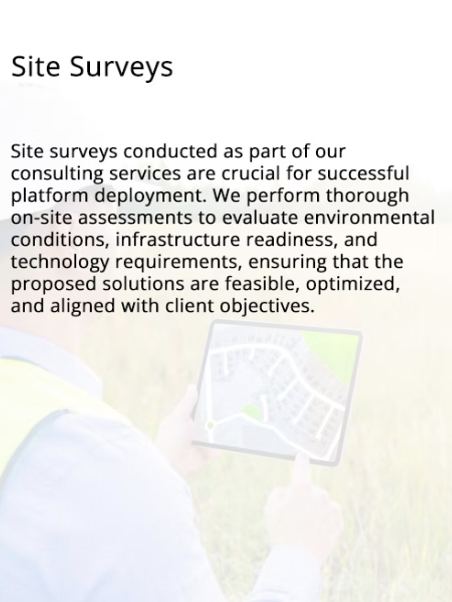 Site Surveys
Site surveys conducted as part of our
consulting services are crucial for successful
platform deployment. We perform thorough
on-site assessments to evaluate environmental
conditions, infrastructure readiness, and
technology requirements, ensuring that the
proposed solutions are feasible, optimized,
and aligned with client objectives.